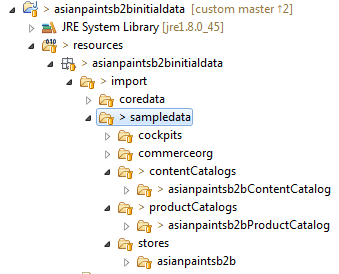 > asianpaintsb2binitialdata [custom master ↑2]
JRE System Library [jre1.8.0_45]
> resources
> asianpaintsb2binitialdata
> import
coredata
> sampledata
cockpits
commerceorg
> contentCatalogs
> asianpaintsb2bContentCatalog
> productCatalogs
> asianpaintsb2bProductCatalog
stores
asianpaintsb2b